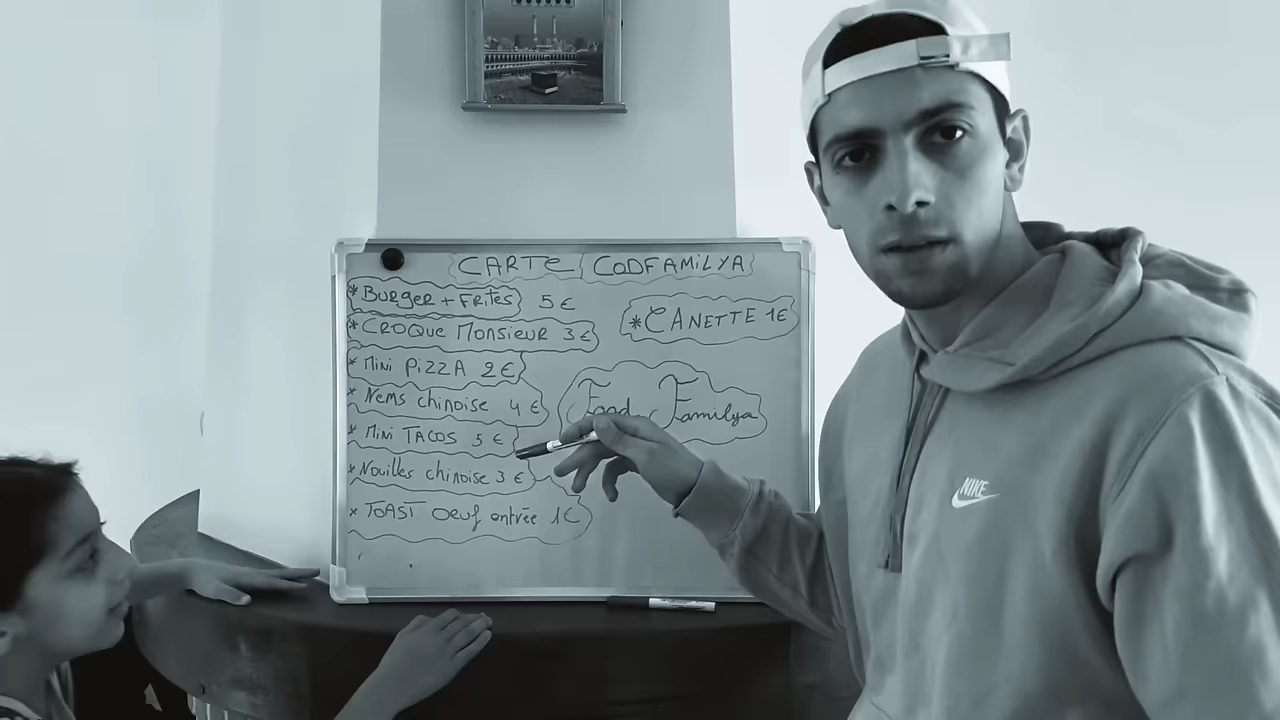 CARTE CODFAMILYA
* BURGER + FRITES 5 €
* CANETTE 1€
* CROQUE MONSIEUR 3 €
* MINI PIZZA 2 €
* NEMS chinoise 4 €
* MINI TACOS 5 €
* Nouilles chinoise 3 €
* TOAST Oeuf entrée 1€
Food Familya
NIKE